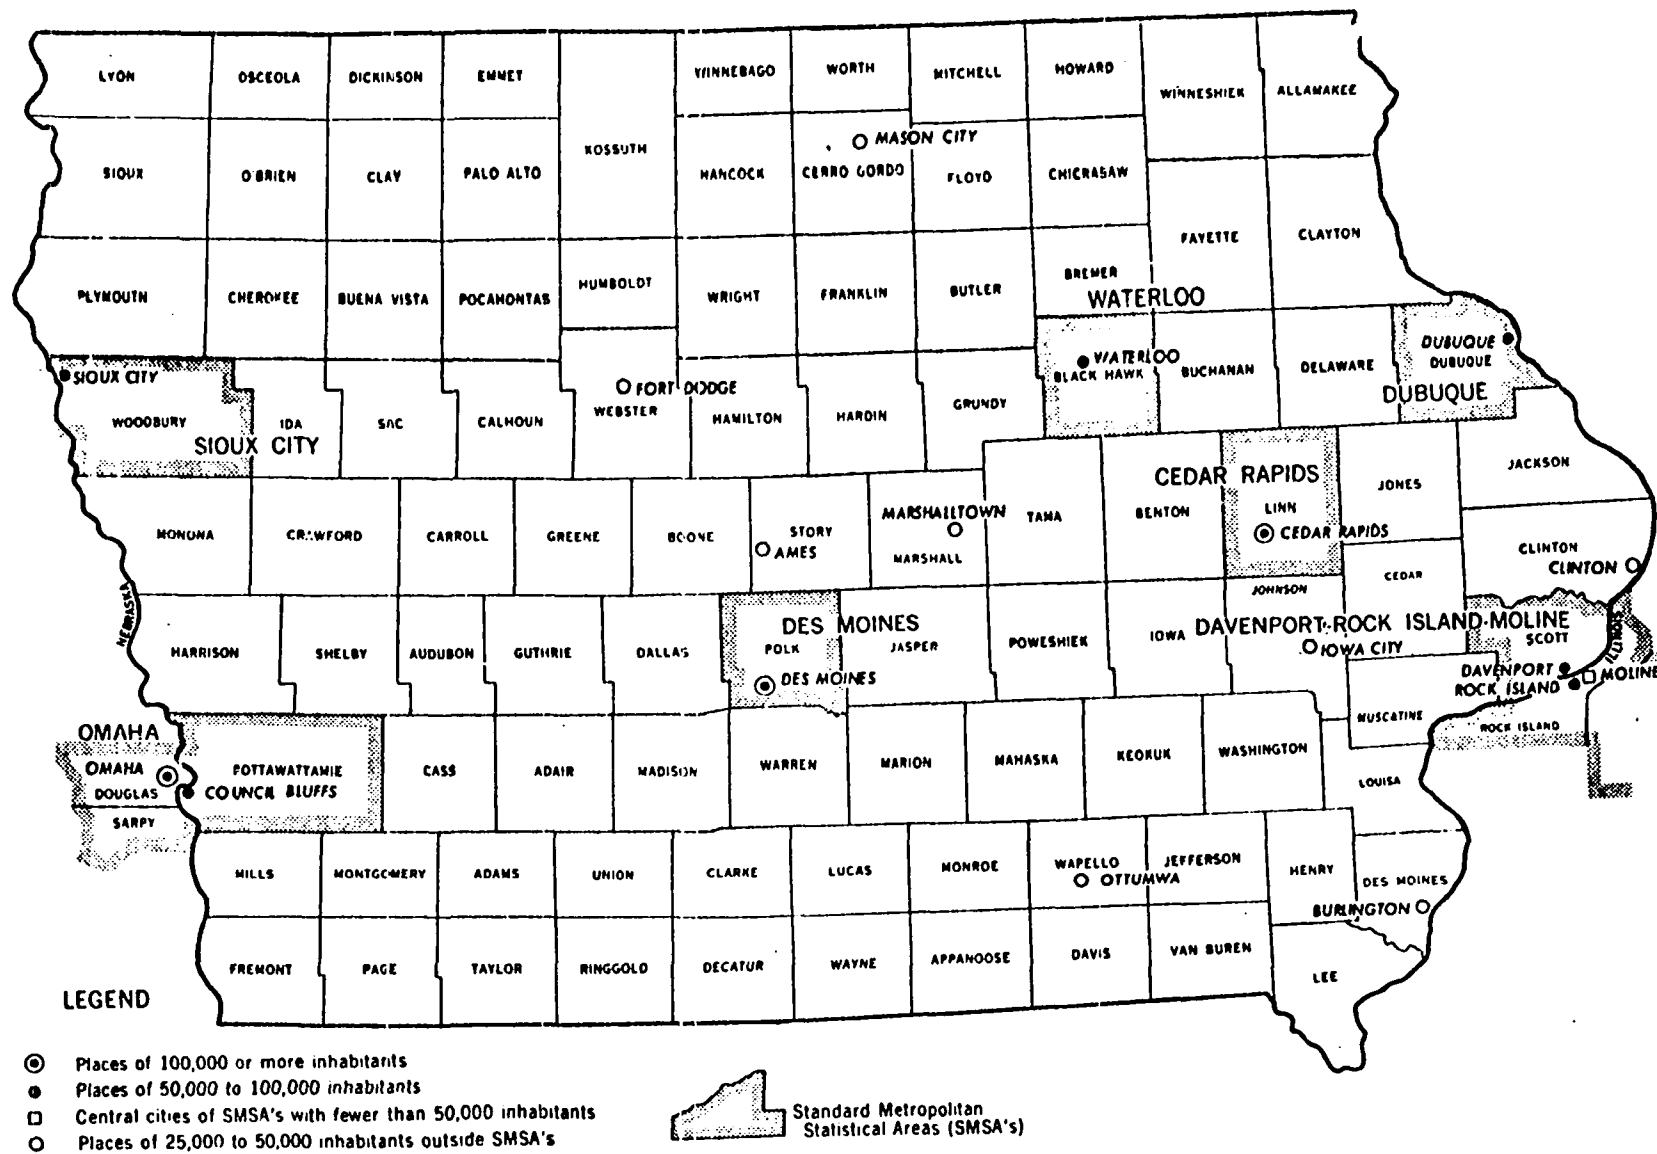 LYON
OSCEOLA
DICKINSON
EMMET
WINNEBAGO
WORTH
MITCHELL
HOWARD
WINNESHIEK
ALLAMAKEE
KOSSUTH
MASON CITY
SIOUX
O'BRIEN
CLAY
PALO ALTO
HANCOCK
CERRO GORDO
FLOYD
CHICKASAW
FAYETTE
CLAYTON
PLYMOUTH
CHEROKEE
BUENA VISTA
POCAHONTAS
HUMBOLDT
WRIGHT
FRANKLIN
BUTLER
BREMER
WATERLOO
SIOUX CITY
WOODBURY
SIOUX CITY
IDA
SAC
CALHOUN
FORT DODGE
WEBSTER
HAMILTON
HARDIN
GRUNDY
WATERLOO
BLACK HAWK
BUCHANAN
DELAWARE
DUBUQUE
DUBUQUE
DUBUQUE
MONONA
CRAWFORD
CARROLL
GREENE
BOONE
STORY
AMES
MARSHALLTOWN
MARSHALL
TAMA
BENTON
CEDAR RAPIDS
LINN
CEDAR RAPIDS
JONES
JACKSON
CLINTON
CLINTON
CEDAR
JOHNSON
NEBRASKA
HARRISON
SHELBY
AUDUBON
GUTHRIE
DALLAS
DES MOINES
POLK
DES MOINES
JASPER
POWESHIEK
IOWA
DAVENPORT-ROCK ISLAND-MOLINE
IOWA CITY
SCOTT
ILLINOIS
DAVENPORT
ROCK ISLAND
MOLINE
MUSCATINE
ROCK ISLAND
OMAHA
OMAHA
DOUGLAS
SARPY
POTTAWATTAMIE
COUNCIL BLUFFS
CASS
ADAIR
MADISON
WARREN
MARION
MAHASKA
KEOKUK
WASHINGTON
LOUISA
MILLS
MONTGOMERY
ADAMS
UNION
CLARKE
LUCAS
MONROE
WAPELLO
OTTUMWA
JEFFERSON
HENRY
DES MOINES
BURLINGTON
FREMONT
PAGE
TAYLOR
RINGGOLD
DECATUR
WAYNE
APPANOOSE
DAVIS
VAN BUREN
LEE
LEGEND
Places of 100,000 or more inhabitants
Places of 50,000 to 100,000 inhabitants
Central cities of SMSA's with fewer than 50,000 inhabitants
Places of 25,000 to 50,000 inhabitants outside SMSA's
Standard Metropolitan
Statistical Areas (SMSA's)